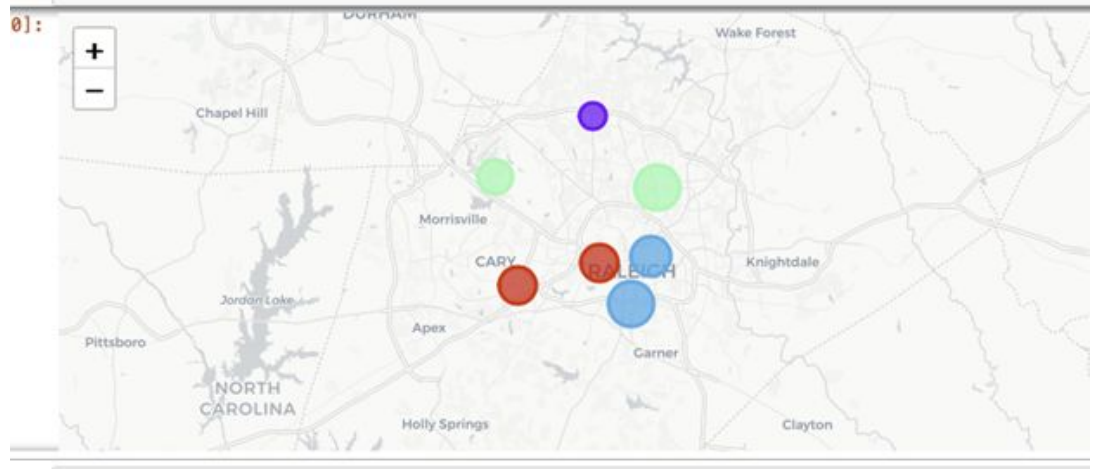 0]:
DURHAM
+
Wake Forest
−
Chapel Hill
Morrisville
CARY
RALEIGH
Knightdale
Jordan Lake
Apex
Pittsboro
Garner
NORTH
CAROLINA
Holly Springs
Clayton